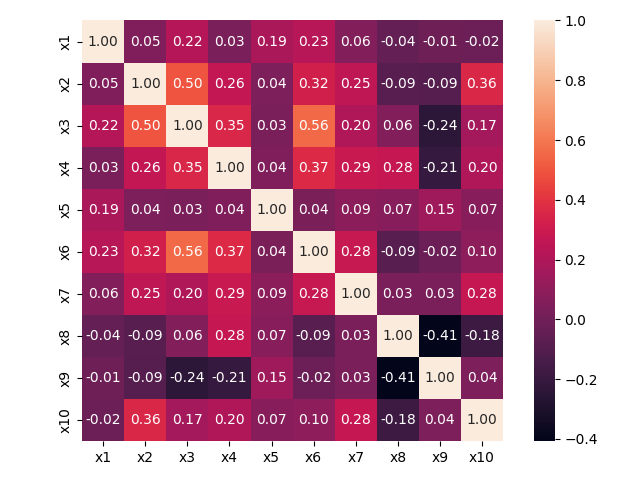 x1 1.00 0.05 0.22 0.03 0.19 0.23 0.06 -0.04 -0.01 -0.02
x2 0.05 1.00 0.50 0.26 0.04 0.32 0.25 -0.09 -0.09 0.36
x3 0.22 0.50 1.00 0.35 0.03 0.56 0.20 0.06 -0.24 0.17
x4 0.03 0.26 0.35 1.00 0.04 0.37 0.29 0.28 -0.21 0.20
x5 0.19 0.04 0.03 0.04 1.00 0.04 0.09 0.07 0.15 0.07
x6 0.23 0.32 0.56 0.37 0.04 1.00 0.28 -0.09 -0.02 0.10
x7 0.06 0.25 0.20 0.29 0.09 0.28 1.00 0.03 0.03 0.28
x8 -0.04 -0.09 0.06 0.28 0.07 -0.09 0.03 1.00 -0.41 -0.18
x9 -0.01 -0.09 -0.24 -0.21 0.15 -0.02 0.03 -0.41 1.00 0.04
x10 -0.02 0.36 0.17 0.20 0.07 0.10 0.28 -0.18 0.04 1.00
x1 x2 x3 x4 x5 x6 x7 x8 x9 x10
1.0
0.8
0.6
0.4
0.2
0.0
−0.2
−0.4